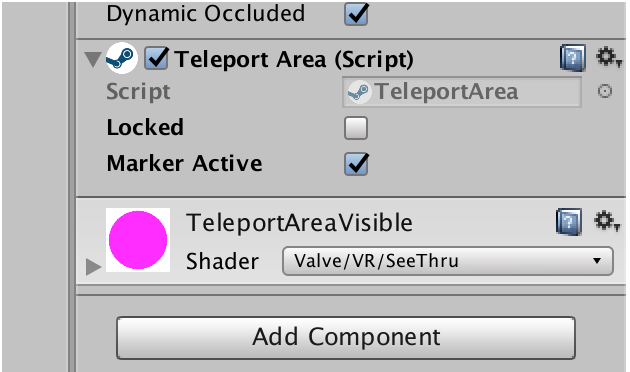 Dynamic Occluded
Teleport Area (Script)
Script TeleportArea
Locked
Marker Active
TeleportAreaVisible
Shader Valve/VR/SeeThru
Add Component